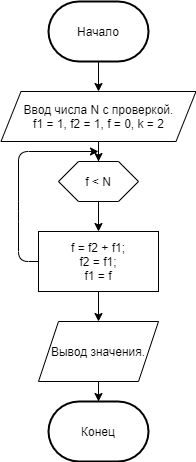 Начало
Ввод числа N с проверкой.
f1 = 1, f2 = 1, f = 0, k = 2
f < N
f = f2 + f1;
f2 = f1;
f1 = f
Вывод значения.
Конец